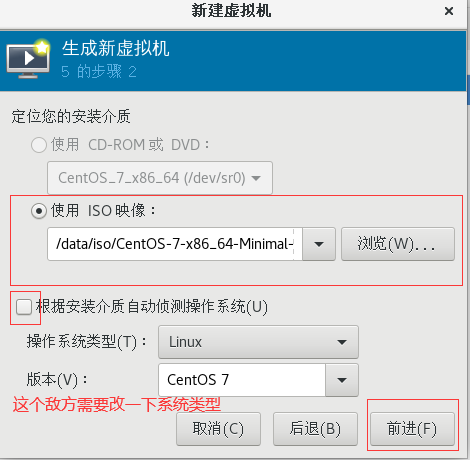 新建虚拟机
×
生成新虚拟机
5 的步骤 2
定位您的安装介质
使用 CD-ROM 或 DVD：
CentOS_7_x86_64 (/dev/sr0)
使用 ISO 映像：
/data/iso/CentOS-7-x86_64-Minimal- 浏览(W)...
根据安装介质自动侦测操作系统(U)
操作系统类型(T)： Linux
版本(V)： CentOS 7
这个敌方需要改一下系统类型
取消(C) 后退(B) 前进(F)